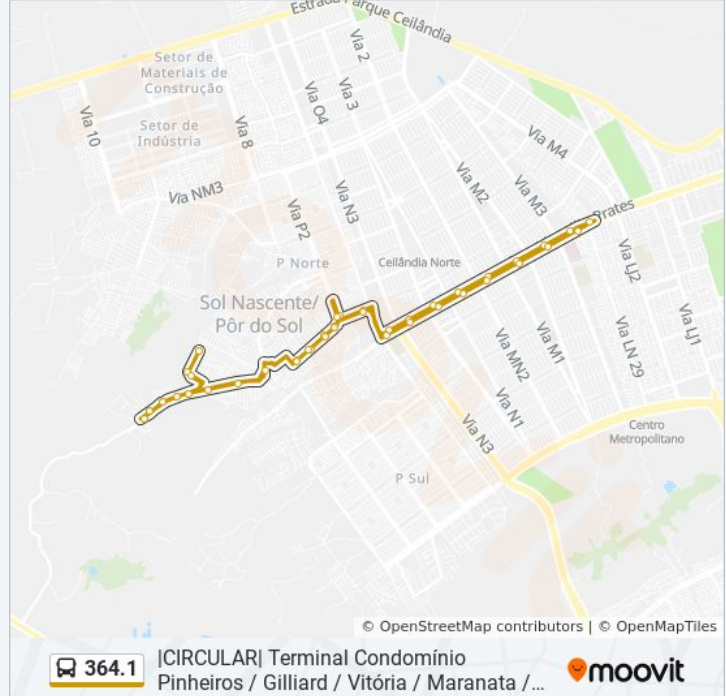 Estrada Parque Ceilândia
Via 2
Setor de
Materiais de
Construção
Via 3
Via O4
Via 10
Via 8
Setor de
Indústria
Via M4
Via NM3
Via N3
Via M2
Via M3
Via P2
Prates
P Norte
Ceilândia Norte
Via LJ2
Sol Nascente/
Pôr do Sol
Via LJ1
Via MN2
Via M1
Via LN 29
Via N1
Via N3
Centro
Metropolitano
P Sul
© OpenStreetMap contributors | © OpenMapTiles
364.1
|CIRCULAR| Terminal Condomínio
Pinheiros / Gilliard / Vitória / Maranata /...
moovit